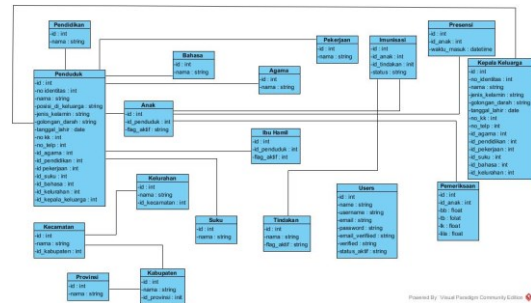 Pendidikan
-id : int
-nama : string
Penduduk
-id : int
-no identitas : int
-nama : string
-posisi_di_keluarga : string
-jenis_kelamin : string
-golongan_darah : string
-tanggal_lahir : date
-no kk : int
-no_telp : int
-id_agama : int
-id_pendidikan : int
-id pekerjaan : int
-id_suku : int
-id_bahasa : int
-id_kelurahan : int
-id_kepala_keluarga : int
Bahasa
-id : int
-nama : string
Agama
-id : int
-nama : string
Pekerjaan
-id : int
-nama : string
Imunisasi
-id : int
-id_anak : int
-id_tindakan : int
-status : string
Presensi
-id : int
-id_anak : int
-waktu_masuk : datetime
Kepala Keluarga
-id : int
-no_identitas : int
-nama : string
-jenis_kelamin : string
-golongan_darah : string
-tanggal_lahir : date
-no_kk : int
-no_telp : int
-id_agama : int
-id_pendidikan : int
-id_pekerjaan : int
-id_suku : int
-id_bahasa : int
-id_kelurahan : int
Anak
-id : int
-id_penduduk : int
-flag_aktif : string
Ibu Hamil
-id : int
-id_penduduk : int
-flag_aktif : int
Kelurahan
-id : int
-nama : string
-id_kecamatan : int
Kecamatan
-id : int
-nama : string
-id_kabupaten : int
Suku
-id : int
-nama : string
Tindakan
-id : int
-nama : string
-flag_aktif : string
Users
-id : int
-nama : string
-username : string
-email : string
-password : string
-email_verified : string
-verified : string
-status_aktif : string
Pemeriksaan
-id : int
-id_anak : int
-bb : float
-lk : float
Provinsi
-id : int
-nama : string
Kabupaten
-id : int
-nama : string
-id_provinsi : int
Powered By Visual Paradigm Community Edition